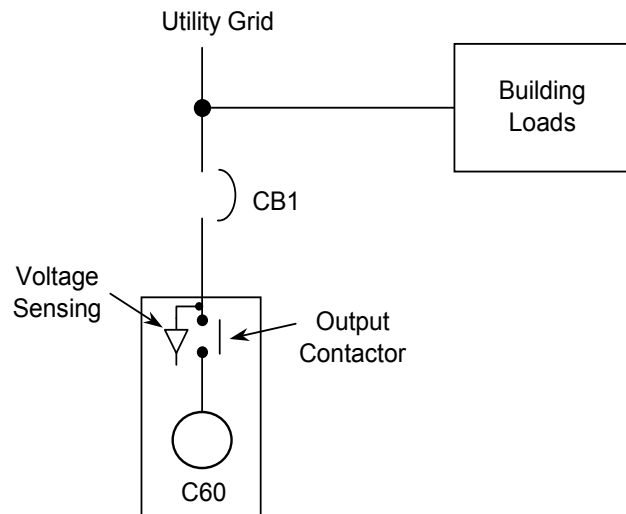 Utility Grid
Building
Loads
CB1
Voltage
Sensing
Output
Contactor
C60